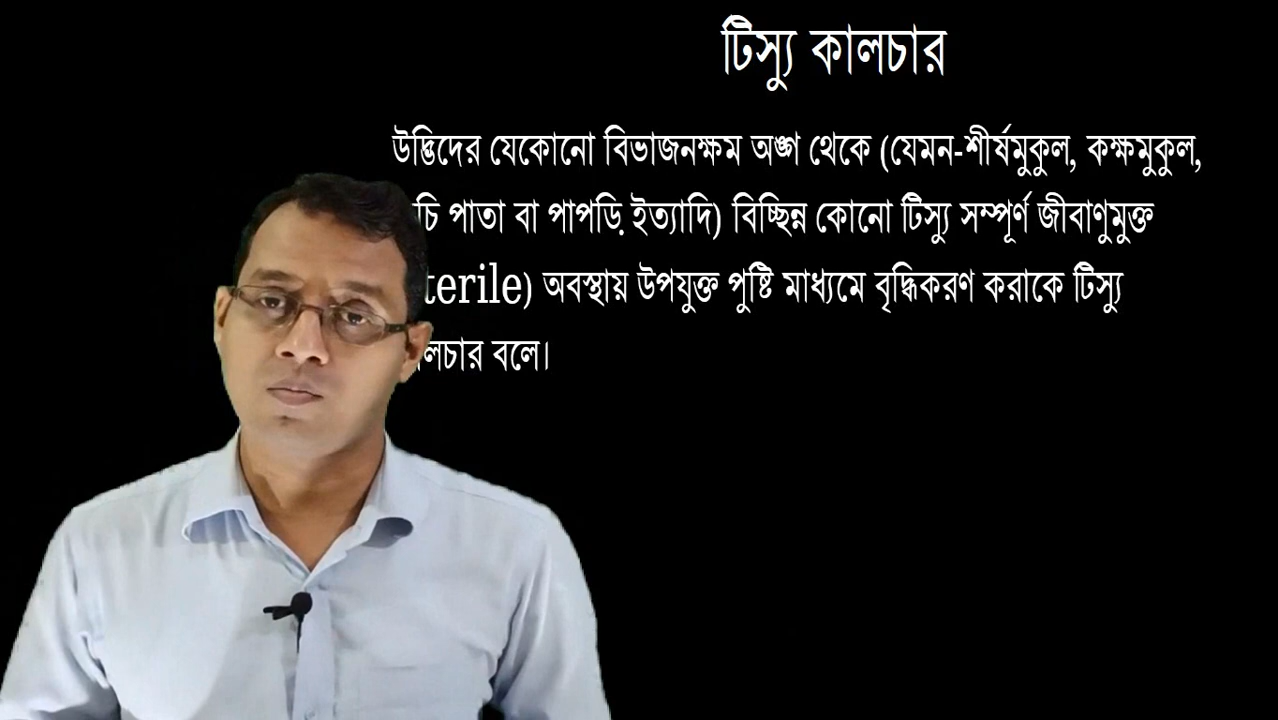 টিস্যু কালচার
উদ্ভিদের যেকোনো বিভাজনক্ষম অঙ্গ থেকে (যেমন-শীর্ষমুকুল, কক্ষমুকুল,
পাতা বা পাপড়ি ইত্যাদি) বিচ্ছিন্ন কোনো টিস্যু সম্পূর্ণ জীবাণুমুক্ত
terile) অবস্থায় উপযুক্ত পুষ্টি মাধ্যমে বৃদ্ধিকরণ করাকে টিস্যু
লচার বলে।